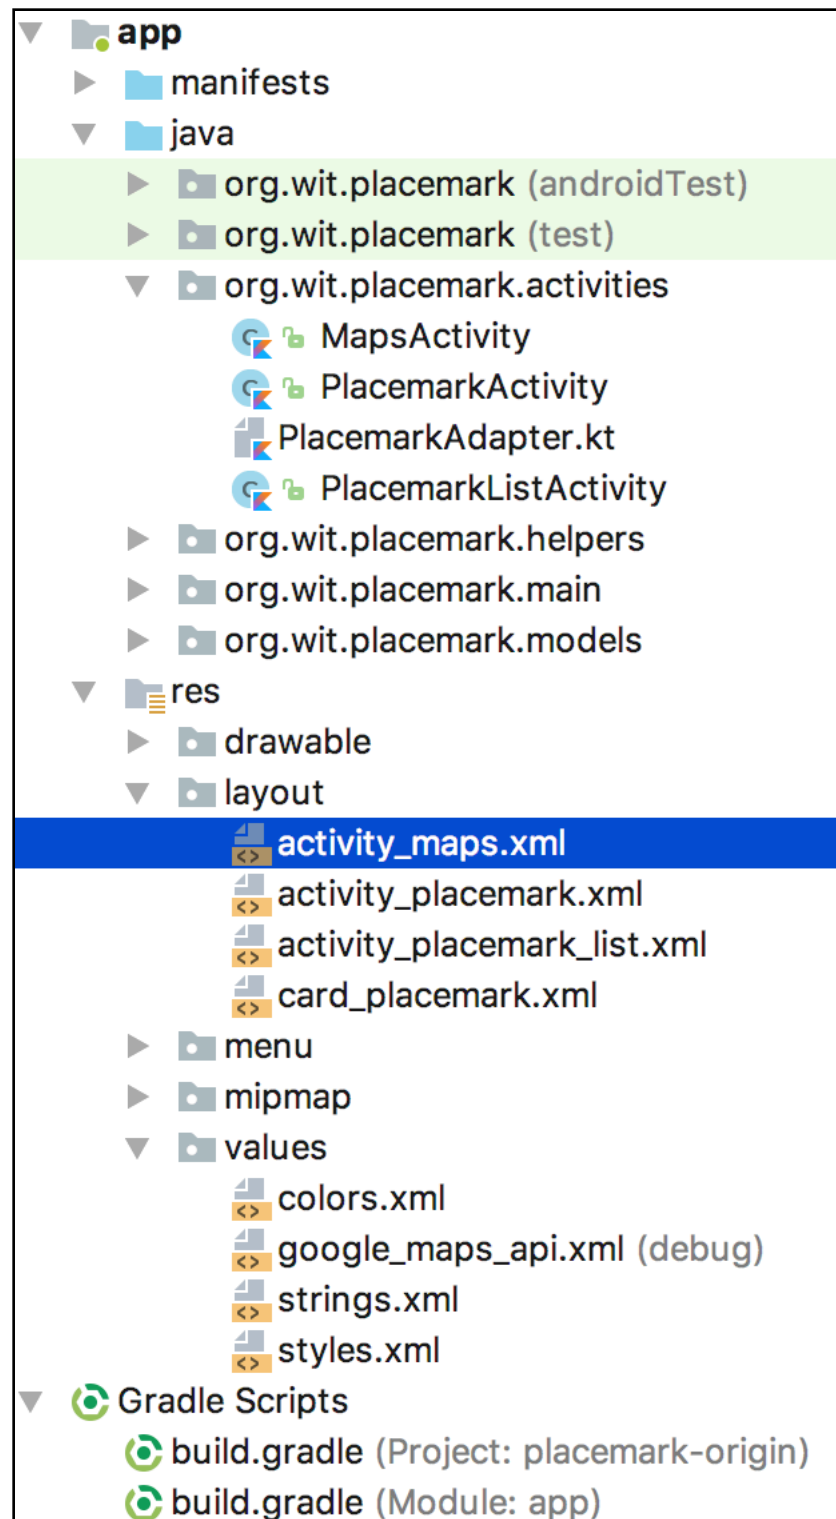 app
manifests
java
org.wit.placemark (androidTest)
org.wit.placemark (test)
org.wit.placemark.activities
MapsActivity
PlacemarkActivity
PlacemarkAdapter.kt
PlacemarkListActivity
org.wit.placemark.helpers
org.wit.placemark.main
org.wit.placemark.models
res
drawable
layout
activity_maps.xml
activity_placemark.xml
activity_placemark_list.xml
card_placemark.xml
menu
mipmap
values
colors.xml
google_maps_api.xml (debug)
strings.xml
styles.xml
Gradle Scripts
build.gradle (Project: placemark-origin)
build.gradle (Module: app)